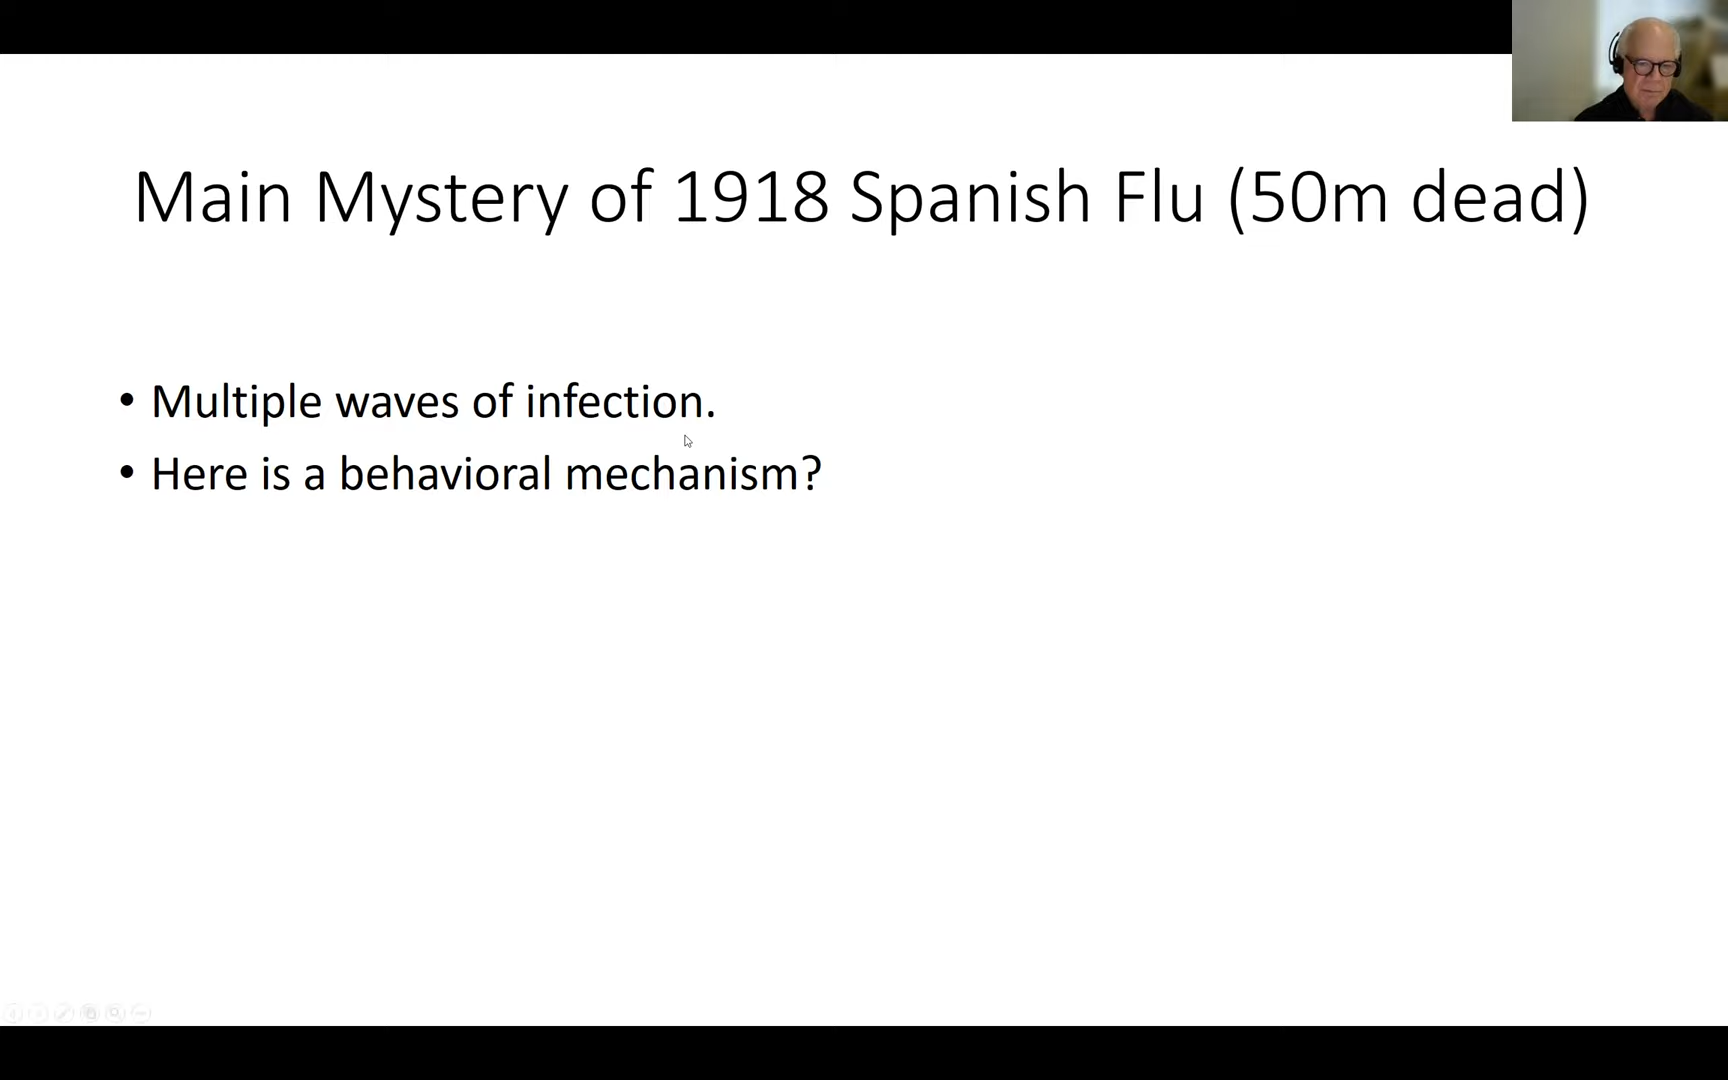 Main Mystery of 1918 Spanish Flu (50m dead)
• Multiple waves of infection.
• Here is a behavioral mechanism?